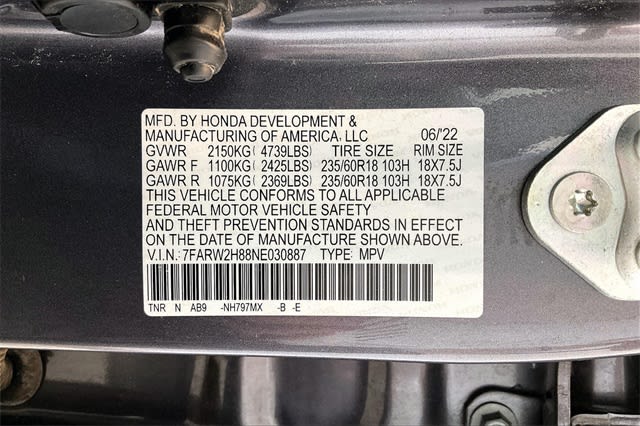 MFD. BY HONDA DEVELOPMENT &
MANUFACTURING OF AMERICA, LLC 06/'22
GVWR 2150KG( 4739LBS) TIRE SIZE RIM SIZE
GAWR F 1100KG( 2425LBS) 235/60R18 103H 18X7.5J
GAWR R 1075KG( 2369LBS) 235/60R18 103H 18X7.5J
THIS VEHICLE CONFORMS TO ALL APPLICABLE
FEDERAL MOTOR VEHICLE SAFETY
AND THEFT PREVENTION STANDARDS IN EFFECT
ON THE DATE OF MANUFACTURE SHOWN ABOVE.
V.I.N.: 7FARW2H88NE030887 TYPE: MPV
TNR N AB9 -NH797MX -B -E